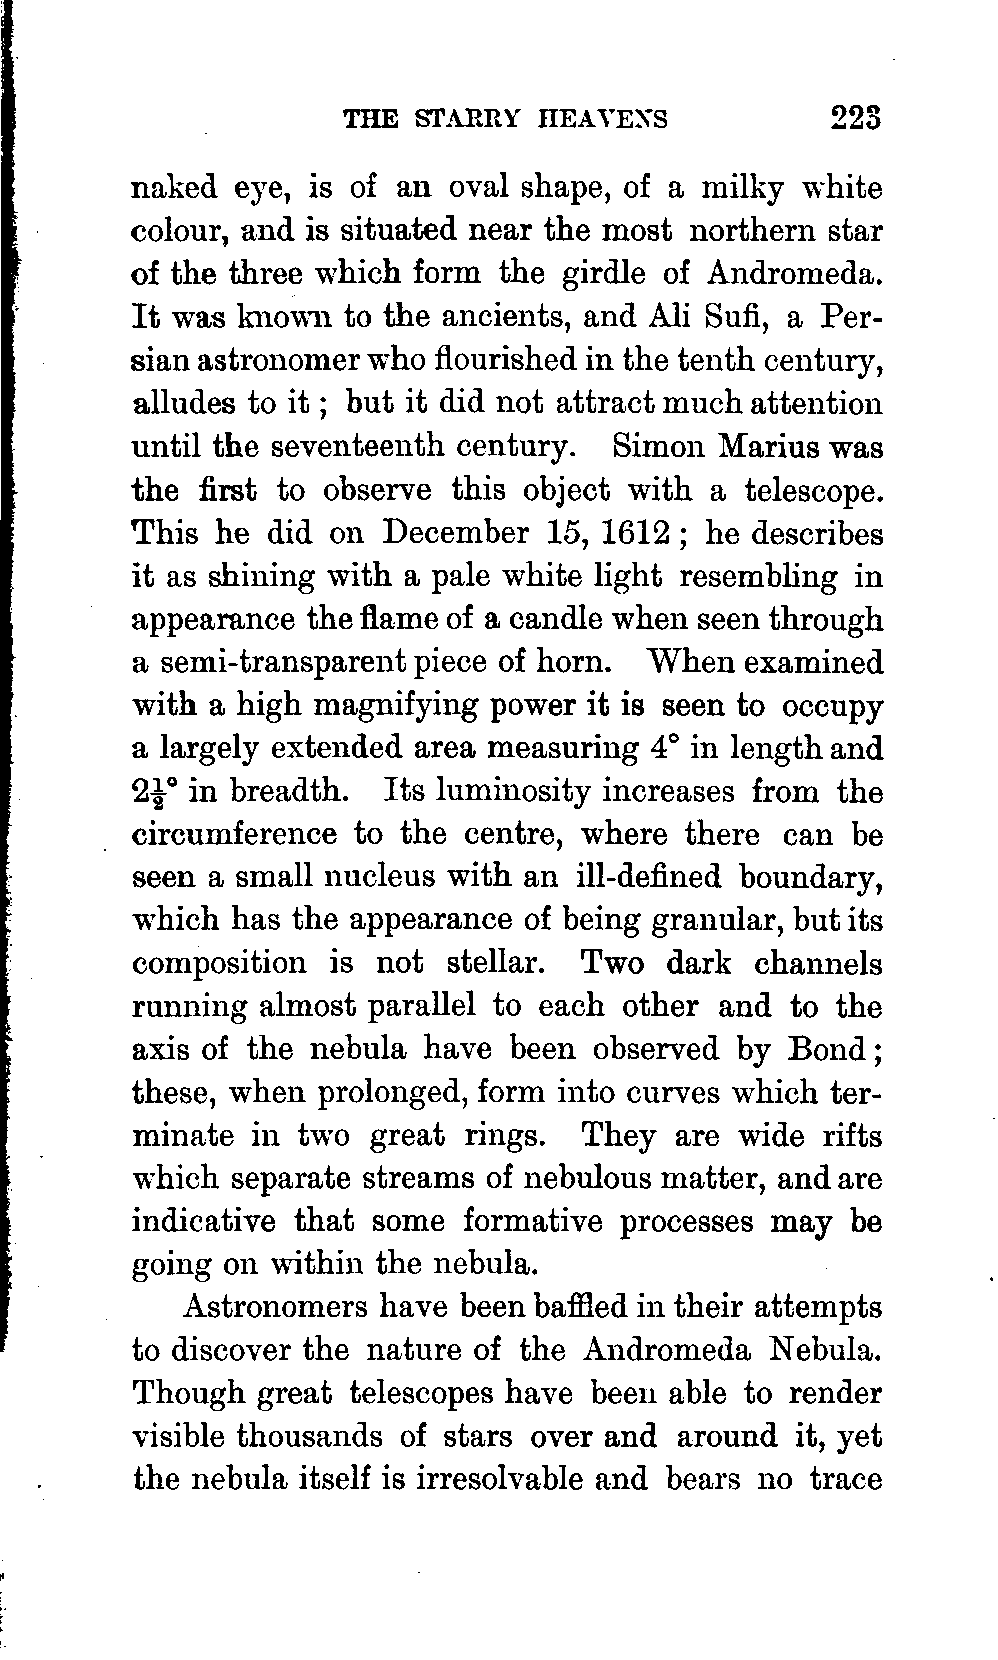 THE STARRY HEAVENS 223
naked eye, is of an oval shape, of a milky white
colour, and is situated near the most northern star
of the three which form the girdle of Andromeda.
It was known to the ancients, and Ali Sufi, a Per-
sian astronomer who flourished in the tenth century,
alludes to it ; but it did not attract much attention
until the seventeenth century. Simon Marius was
the first to observe this object with a telescope.
This he did on December 15, 1612 ; he describes
it as shining with a pale white light resembling in
appearance the flame of a candle when seen through
a semi-transparent piece of horn. When examined
with a high magnifying power it is seen to occupy
a largely extended area measuring 4° in length and
2½° in breadth. Its luminosity increases from the
circumference to the centre, where there can be
seen a small nucleus with an ill-defined boundary,
which has the appearance of being granular, but its
composition is not stellar. Two dark channels
running almost parallel to each other and to the
axis of the nebula have been observed by Bond ;
these, when prolonged, form into curves which ter-
minate in two great rings. They are wide rifts
which separate streams of nebulous matter, and are
indicative that some formative processes may be
going on within the nebula.
Astronomers have been baffled in their attempts
to discover the nature of the Andromeda Nebula.
Though great telescopes have been able to render
visible thousands of stars over and around it, yet
the nebula itself is irresolvable and bears no trace